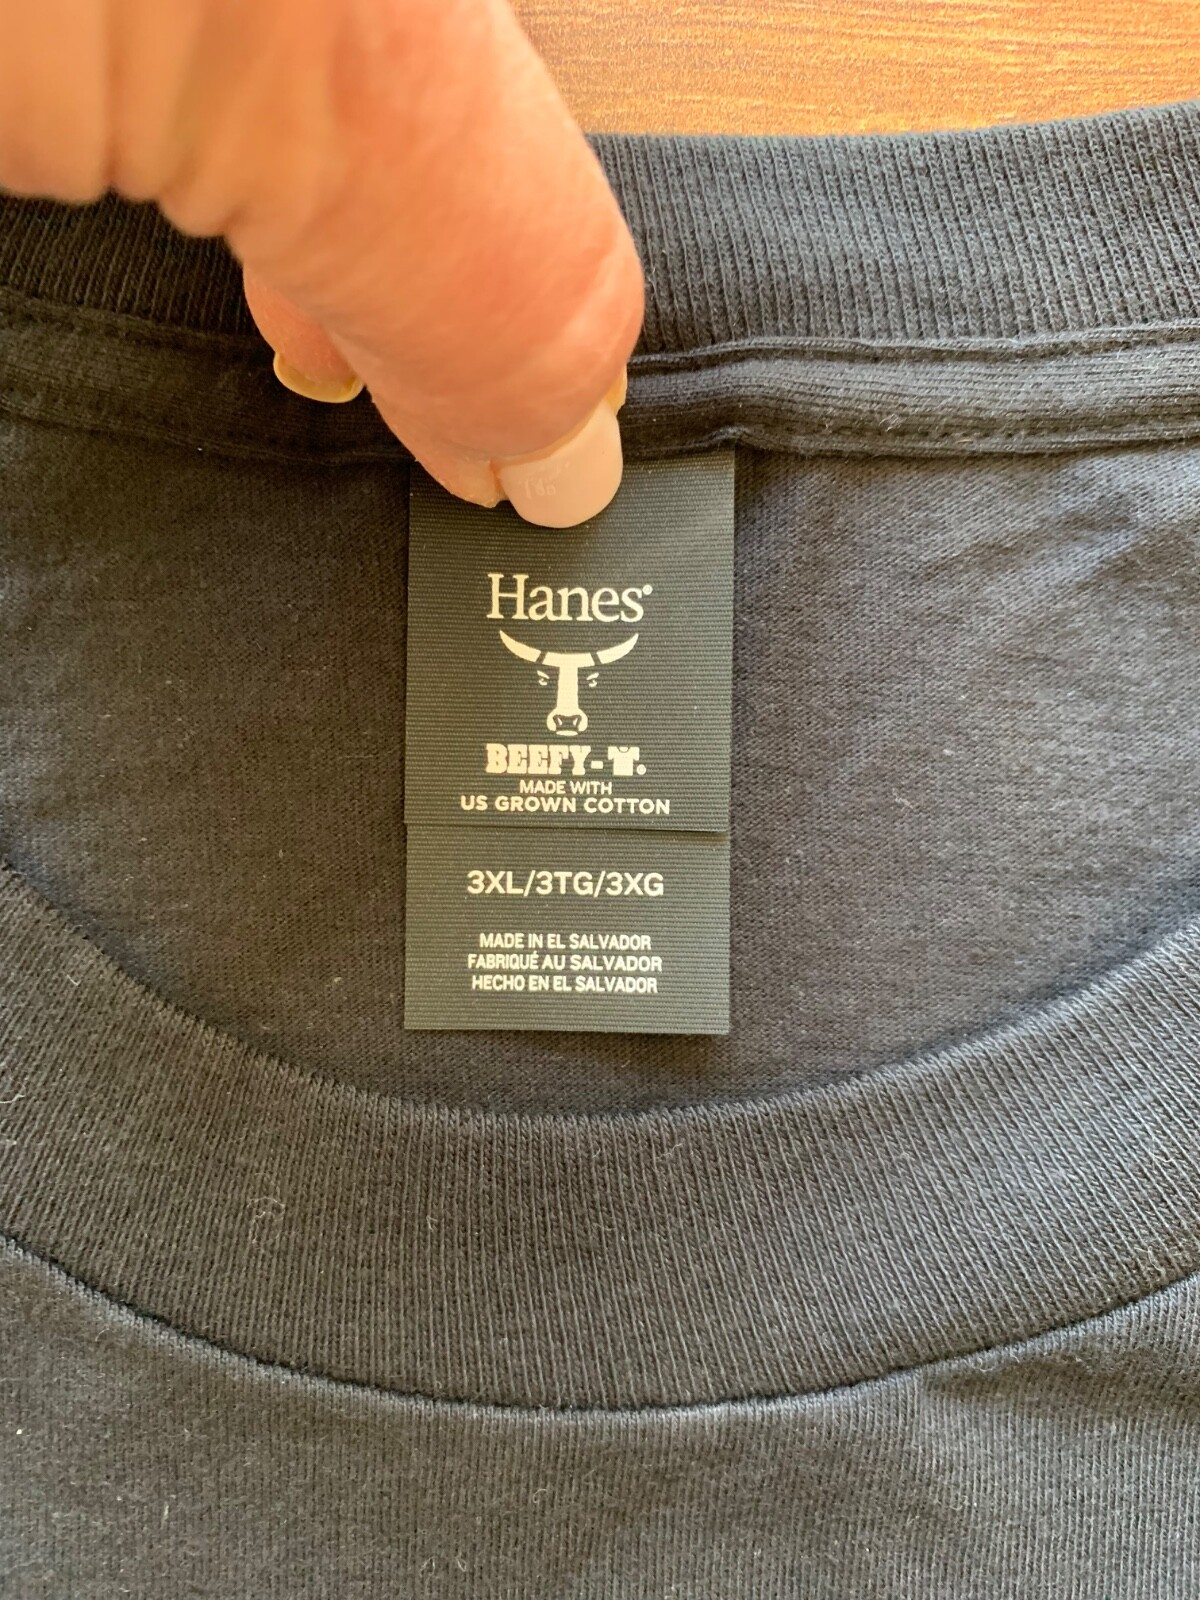 Hanes®
BEEFY-T®
MADE WITH
US GROWN COTTON
3XL/3TG/3XG
MADE IN EL SALVADOR
FABRIQUÉ AU SALVADOR
HECHO EN EL SALVADOR